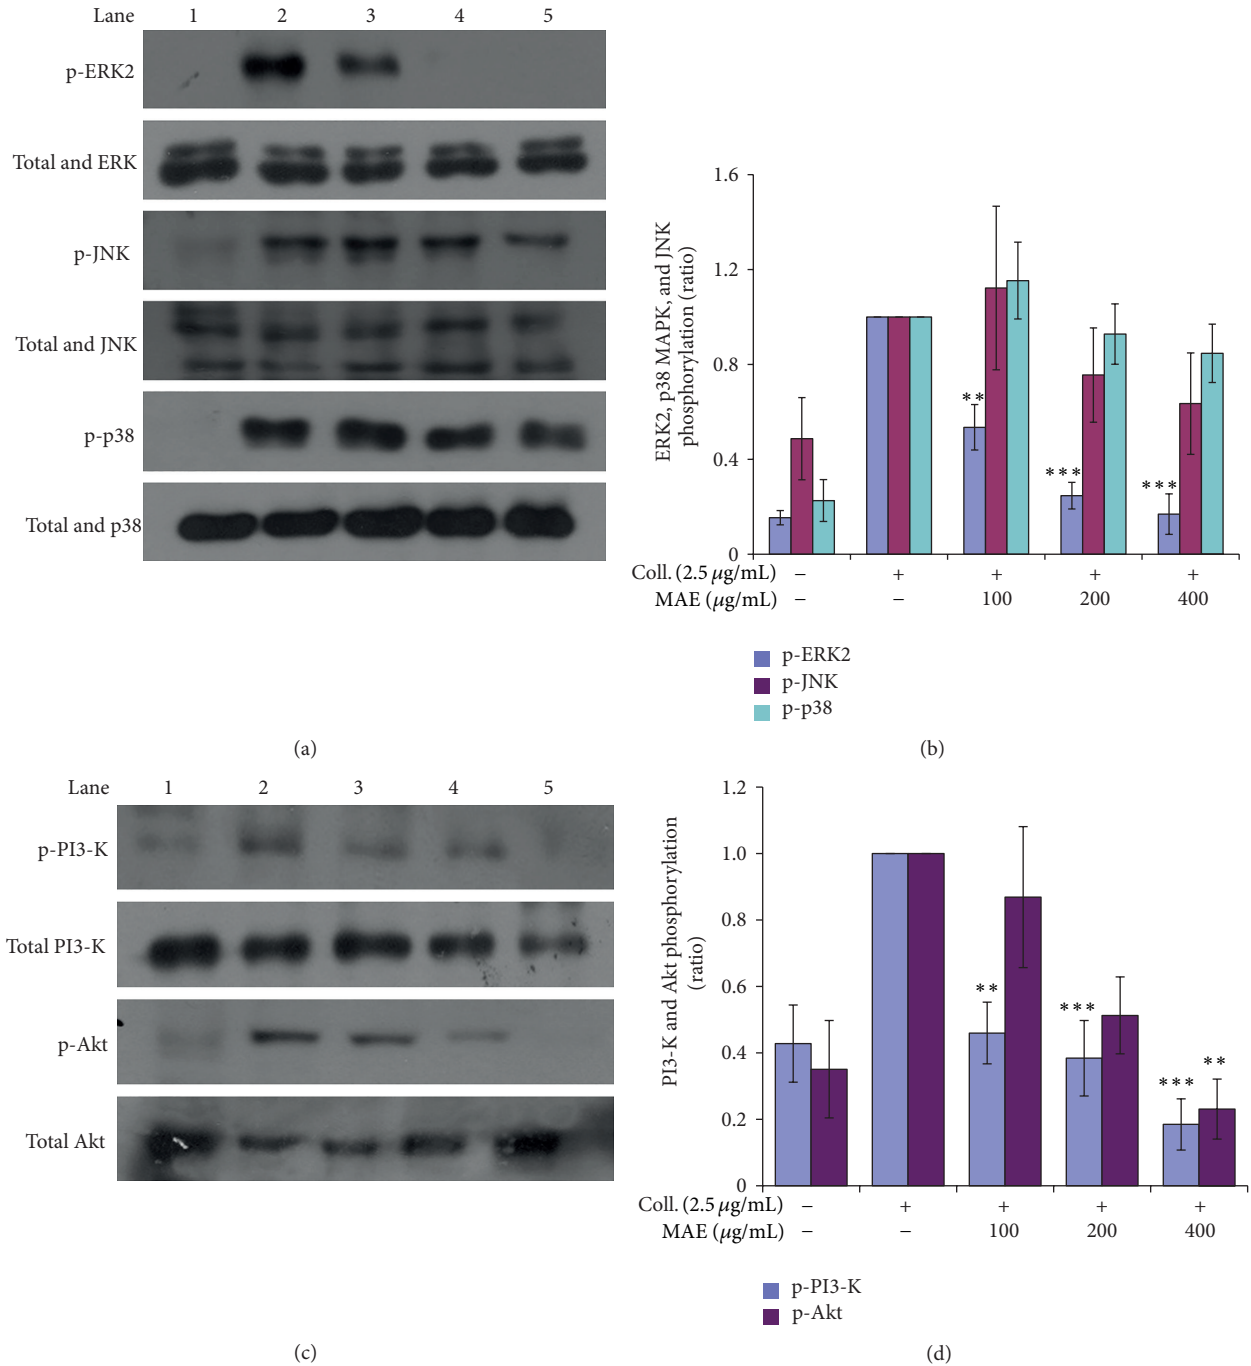 Lane 1 2 3 4 5
p-ERK2
Total and ERK
p-JNK
Total and JNK
p-p38
Total and p38
(a)
ERK2, p38 MAPK, and JNK
phosphorylation (ratio)
1.6
1.2
0.8
0.4
0
**
***
***
Coll. (2.5 μg/mL) − + + + +
MAE (μg/mL) − − 100 200 400
p-ERK2
p-JNK
p-p38
(b)
Lane 1 2 3 4 5
p-PI3-K
Total PI3-K
p-Akt
Total Akt
(c)
PI3-K and Akt phosphorylation
(ratio)
1.2
1.0
0.8
0.6
0.4
0.2
0
**
***
***
**
Coll. (2.5 μg/mL) − + + + +
MAE (μg/mL) − − 100 200 400
p-PI3-K
p-Akt
(d)